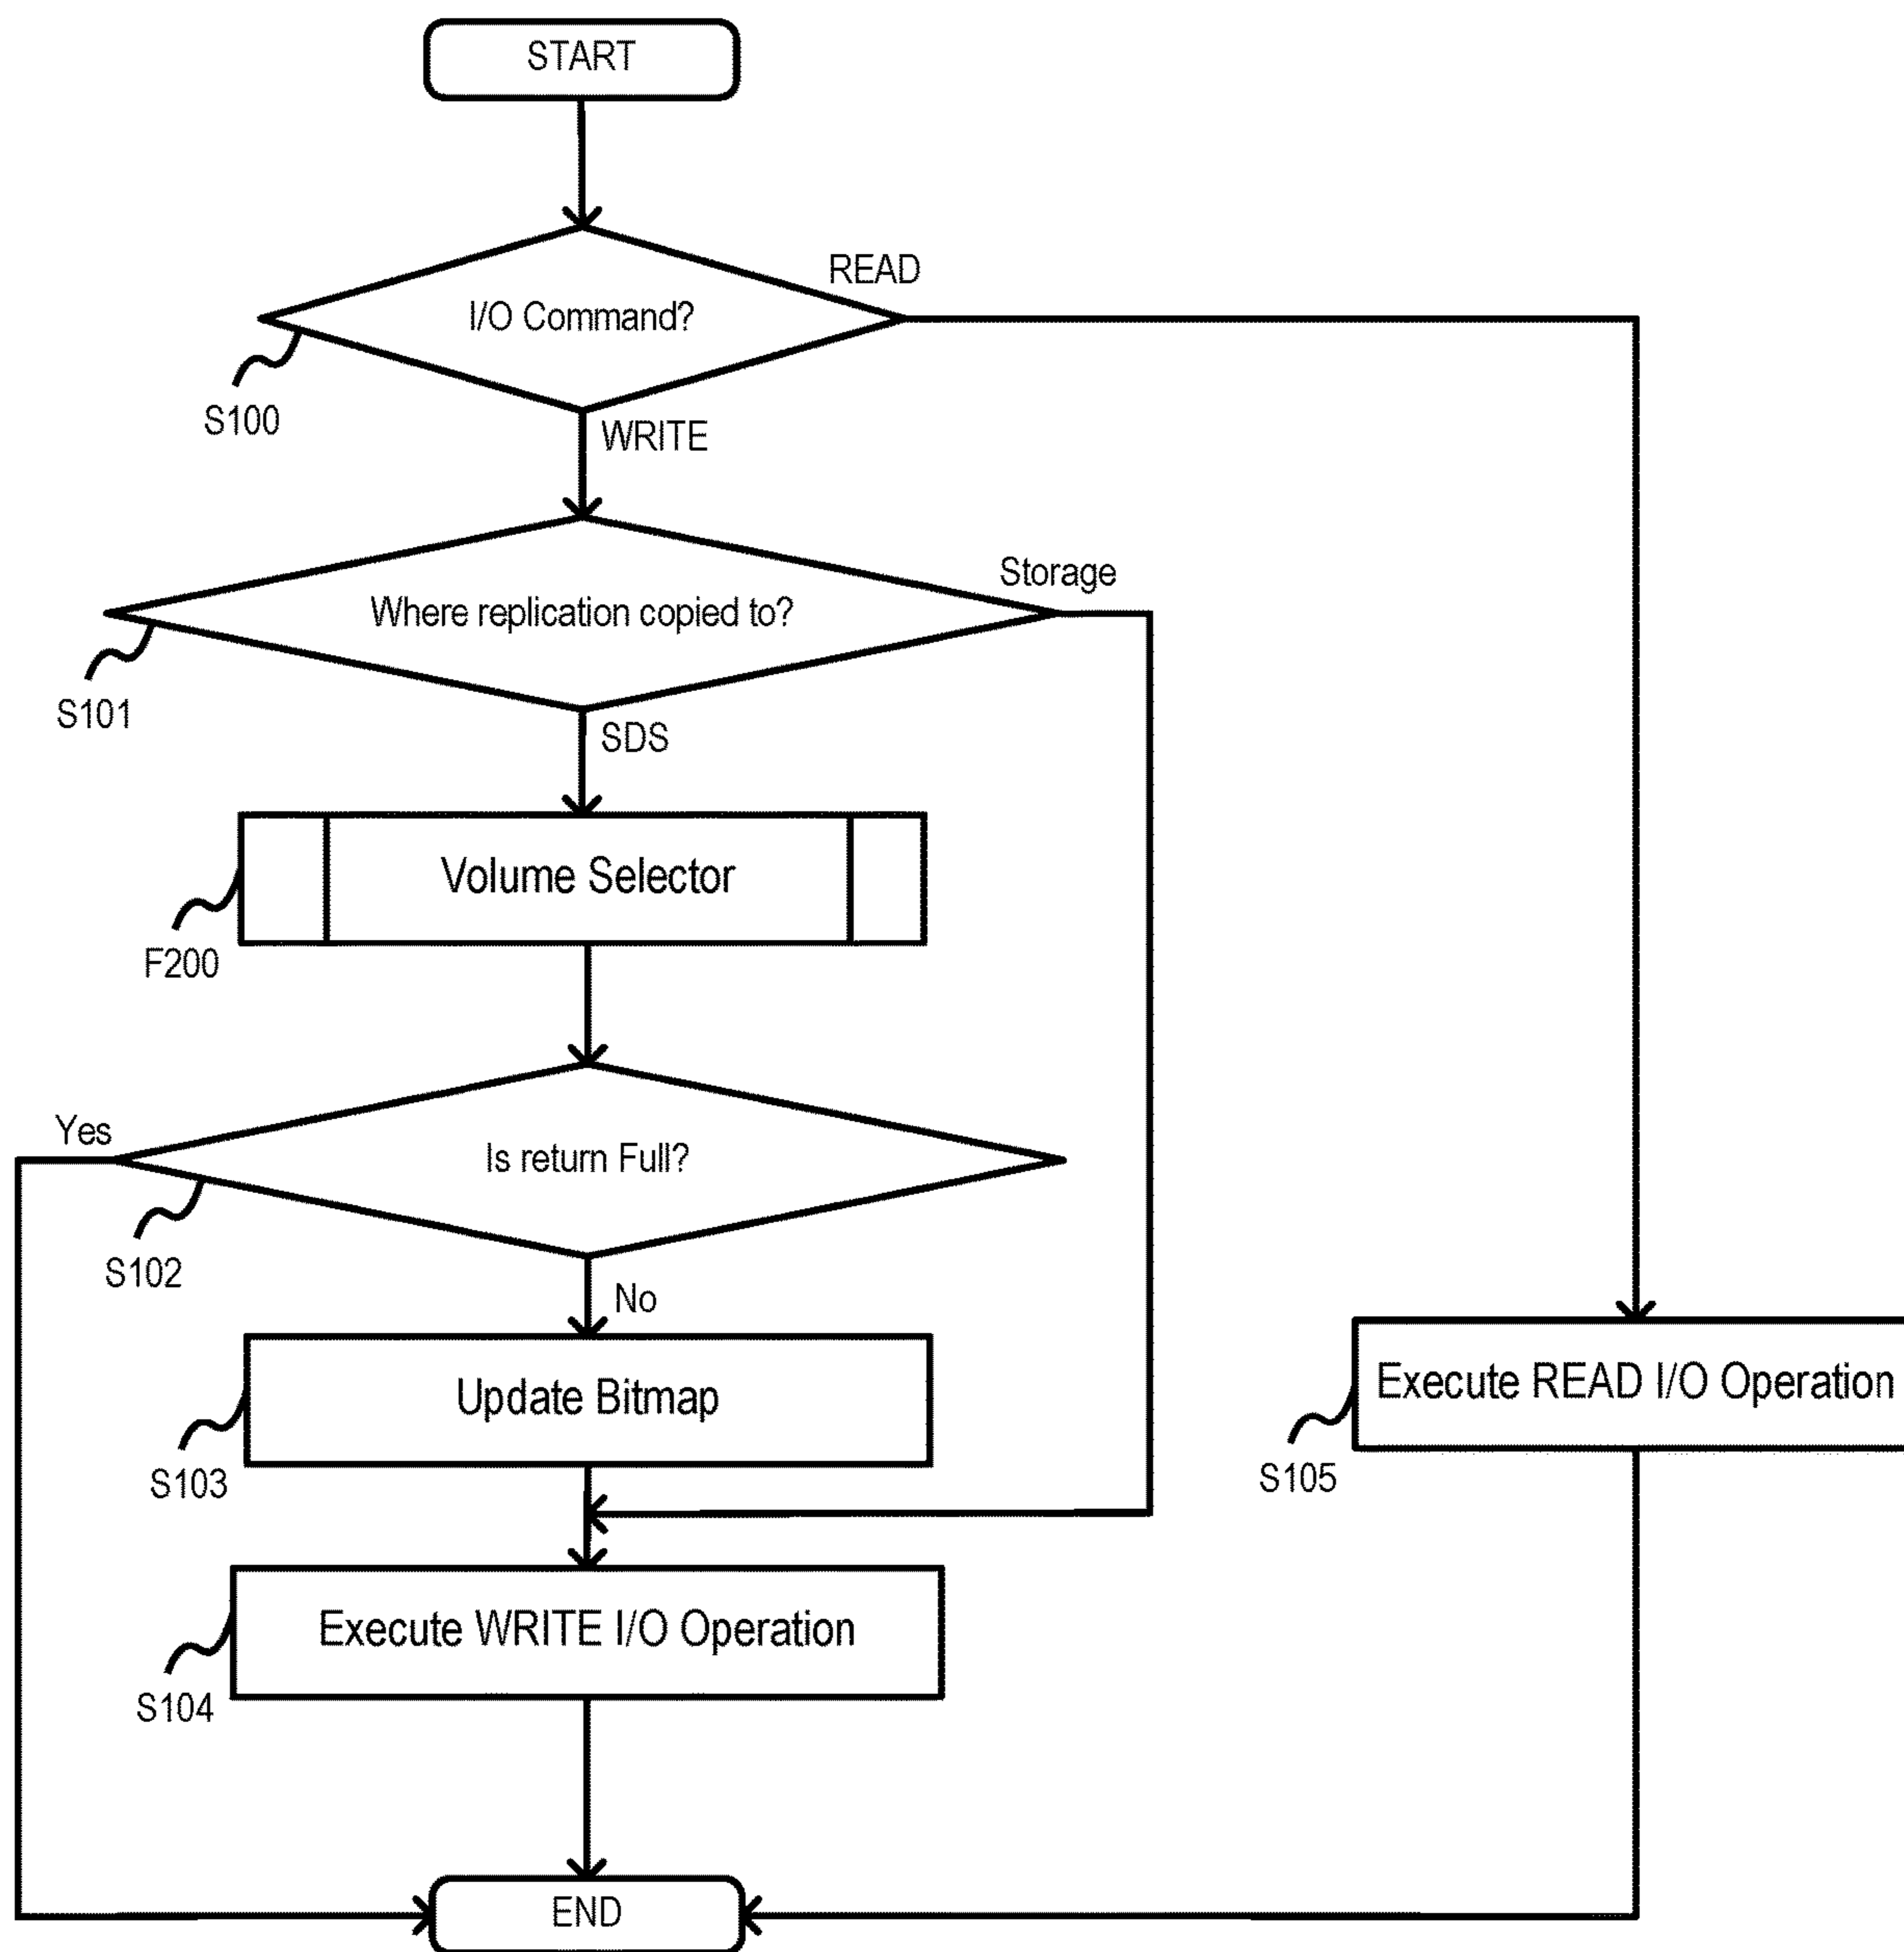 START
I/O Command?
READ
S100
WRITE
Where replication copied to?
Storage
S101
SDS
Volume Selector
F200
Yes
Is return Full?
S102
No
Update Bitmap
S103
Execute READ I/O Operation
S105
Execute WRITE I/O Operation
S104
END